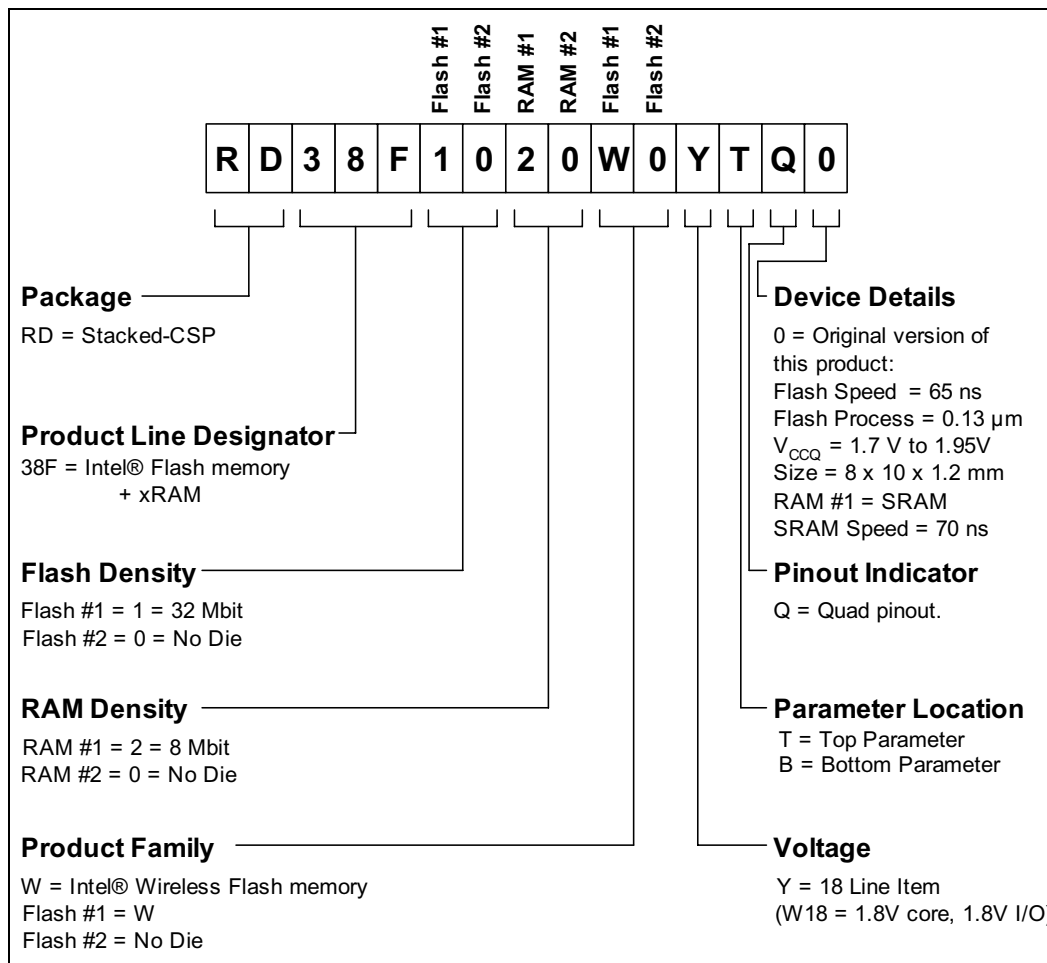 Flash #1
Flash #2
RAM #1
RAM #2
Flash #1
Flash #2
R D 3 8 F 1 0 2 0 W 0 Y T Q 0
Package
RD = Stacked-CSP
Product Line Designator
38F = Intel® Flash memory
+ xRAM
Flash Density
Flash #1 = 1 = 32 Mbit
Flash #2 = 0 = No Die
RAM Density
RAM #1 = 2 = 8 Mbit
RAM #2 = 0 = No Die
Product Family
W = Intel® Wireless Flash memory
Flash #1 = W
Flash #2 = No Die
Device Details
0 = Original version of
this product:
Flash Speed = 65 ns
Flash Process = 0.13 µm
VCCQ = 1.7 V to 1.95V
Size = 8 x 10 x 1.2 mm
RAM #1 = SRAM
SRAM Speed = 70 ns
Pinout Indicator
Q = Quad pinout.
Parameter Location
T = Top Parameter
B = Bottom Parameter
Voltage
Y = 18 Line Item
(W18 = 1.8V core, 1.8V I/O)